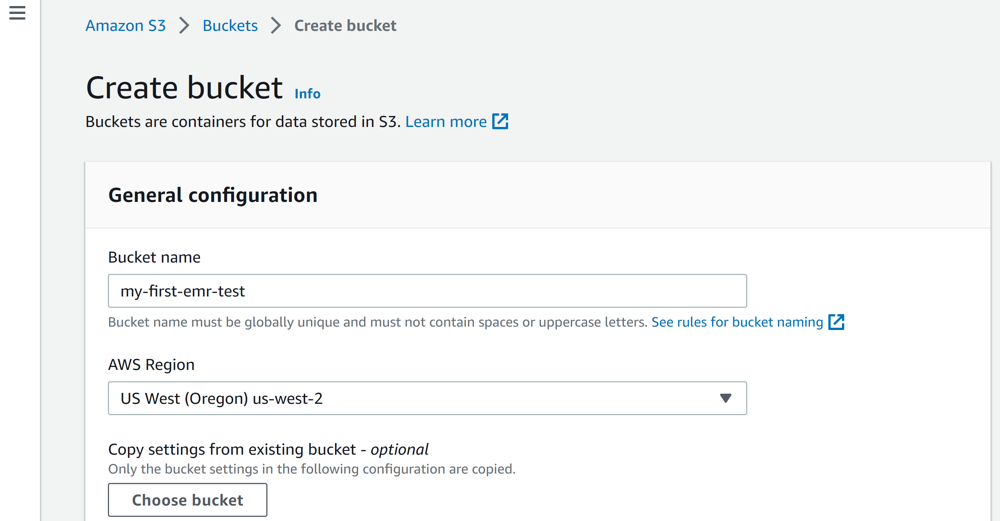 Amazon S3 > Buckets > Create bucket
Create bucket Info
Buckets are containers for data stored in S3. Learn more
General configuration
Bucket name
my-first-emr-test
Bucket name must be globally unique and must not contain spaces or uppercase letters. See rules for bucket naming
AWS Region
US West (Oregon) us-west-2
Copy settings from existing bucket - optional
Only the bucket settings in the following configuration are copied.
Choose bucket